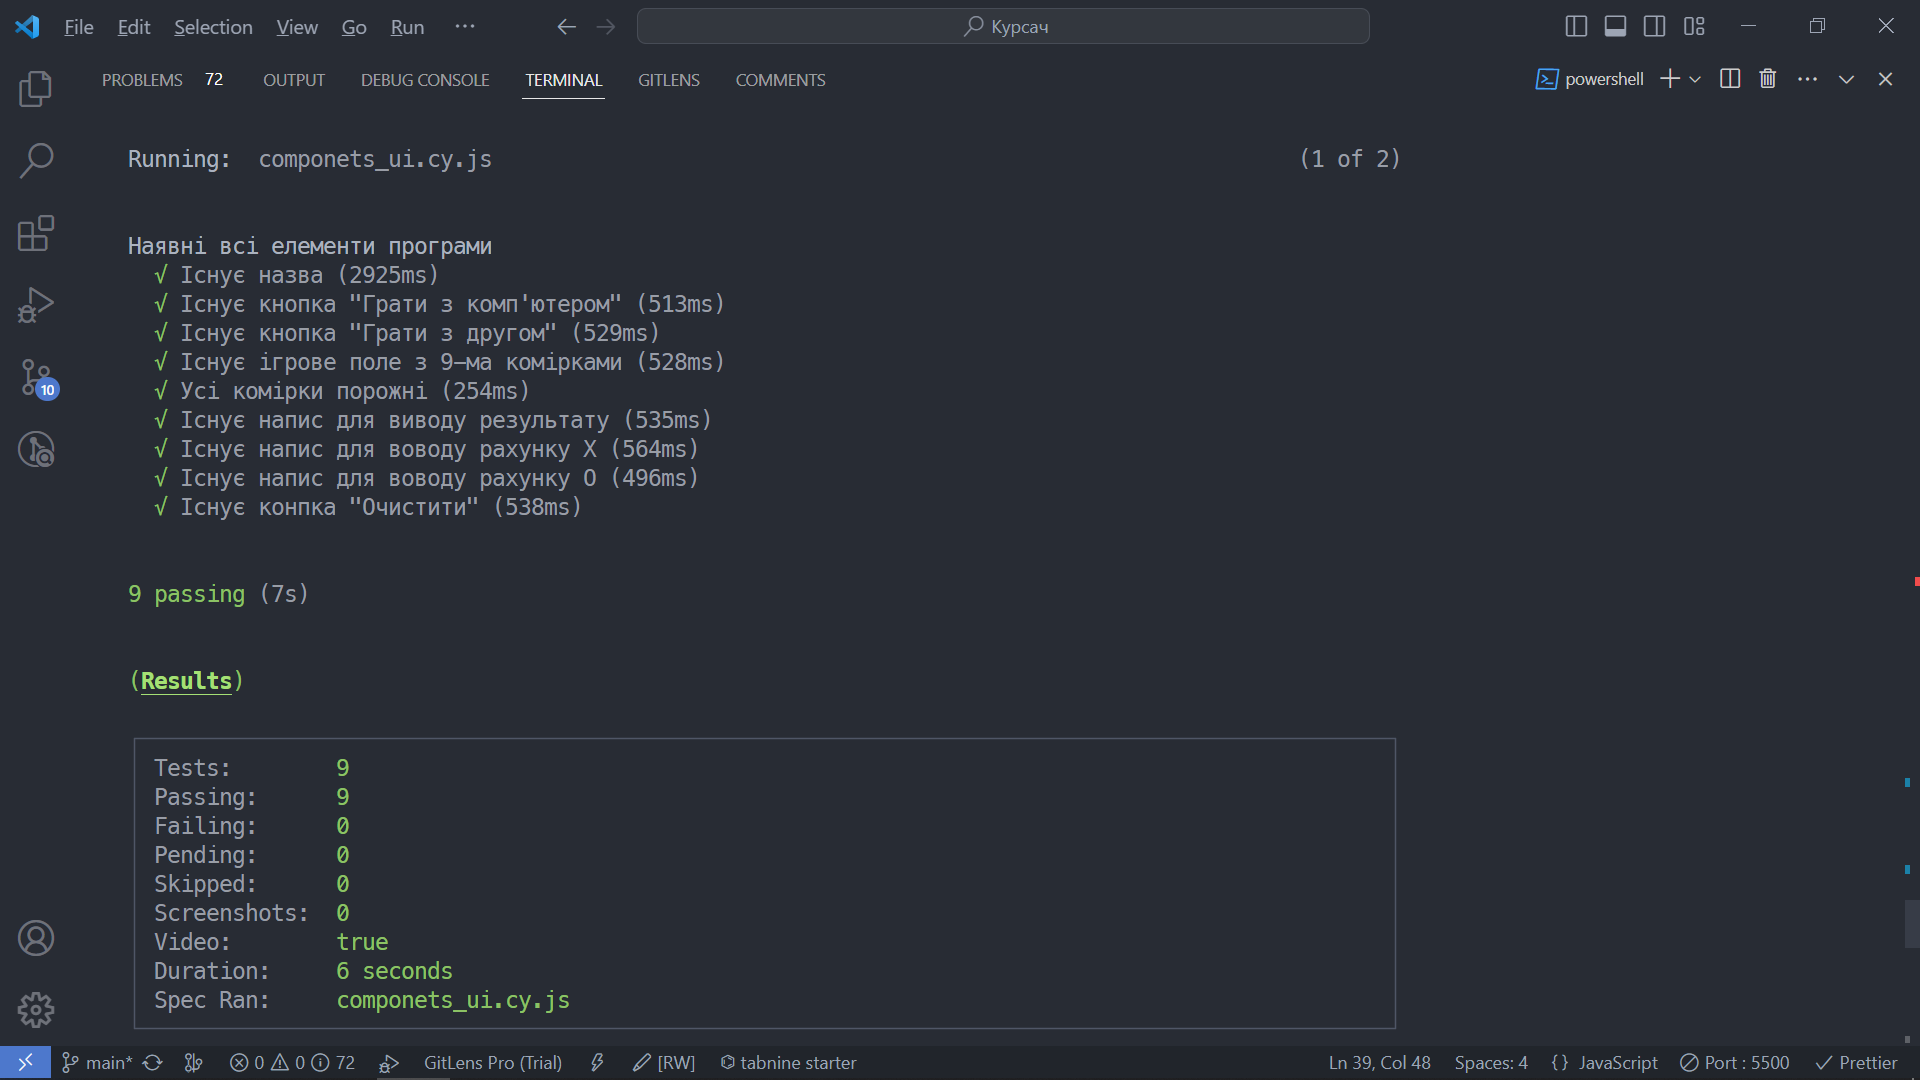 File Edit Selection View Go Run ··· Курсач
PROBLEMS 72 OUTPUT DEBUG CONSOLE TERMINAL GITLENS COMMENTS powershell
Running: componets_ui.cy.js (1 of 2)
Наявні всі елементи програми
√ Існує назва (2925ms)
√ Існує кнопка "Грати з комп'ютером" (513ms)
√ Існує кнопка "Грати з другом" (529ms)
√ Існує ігрове поле з 9–ма комірками (528ms)
√ Усі комірки порожні (254ms)
√ Існує напис для виводу результату (535ms)
√ Існує напис для воводу рахунку X (564ms)
√ Існує напис для воводу рахунку O (496ms)
√ Існує конпка "Очистити" (538ms)
9 passing (7s)
(Results)
Tests: 9
Passing: 9
Failing: 0
Pending: 0
Skipped: 0
Screenshots: 0
Video: true
Duration: 6 seconds
Spec Ran: componets_ui.cy.js
10
main* 0 0 72 GitLens Pro (Trial) [RW] tabnine starter Ln 39, Col 48 Spaces: 4 {} JavaScript Port : 5500 Prettier